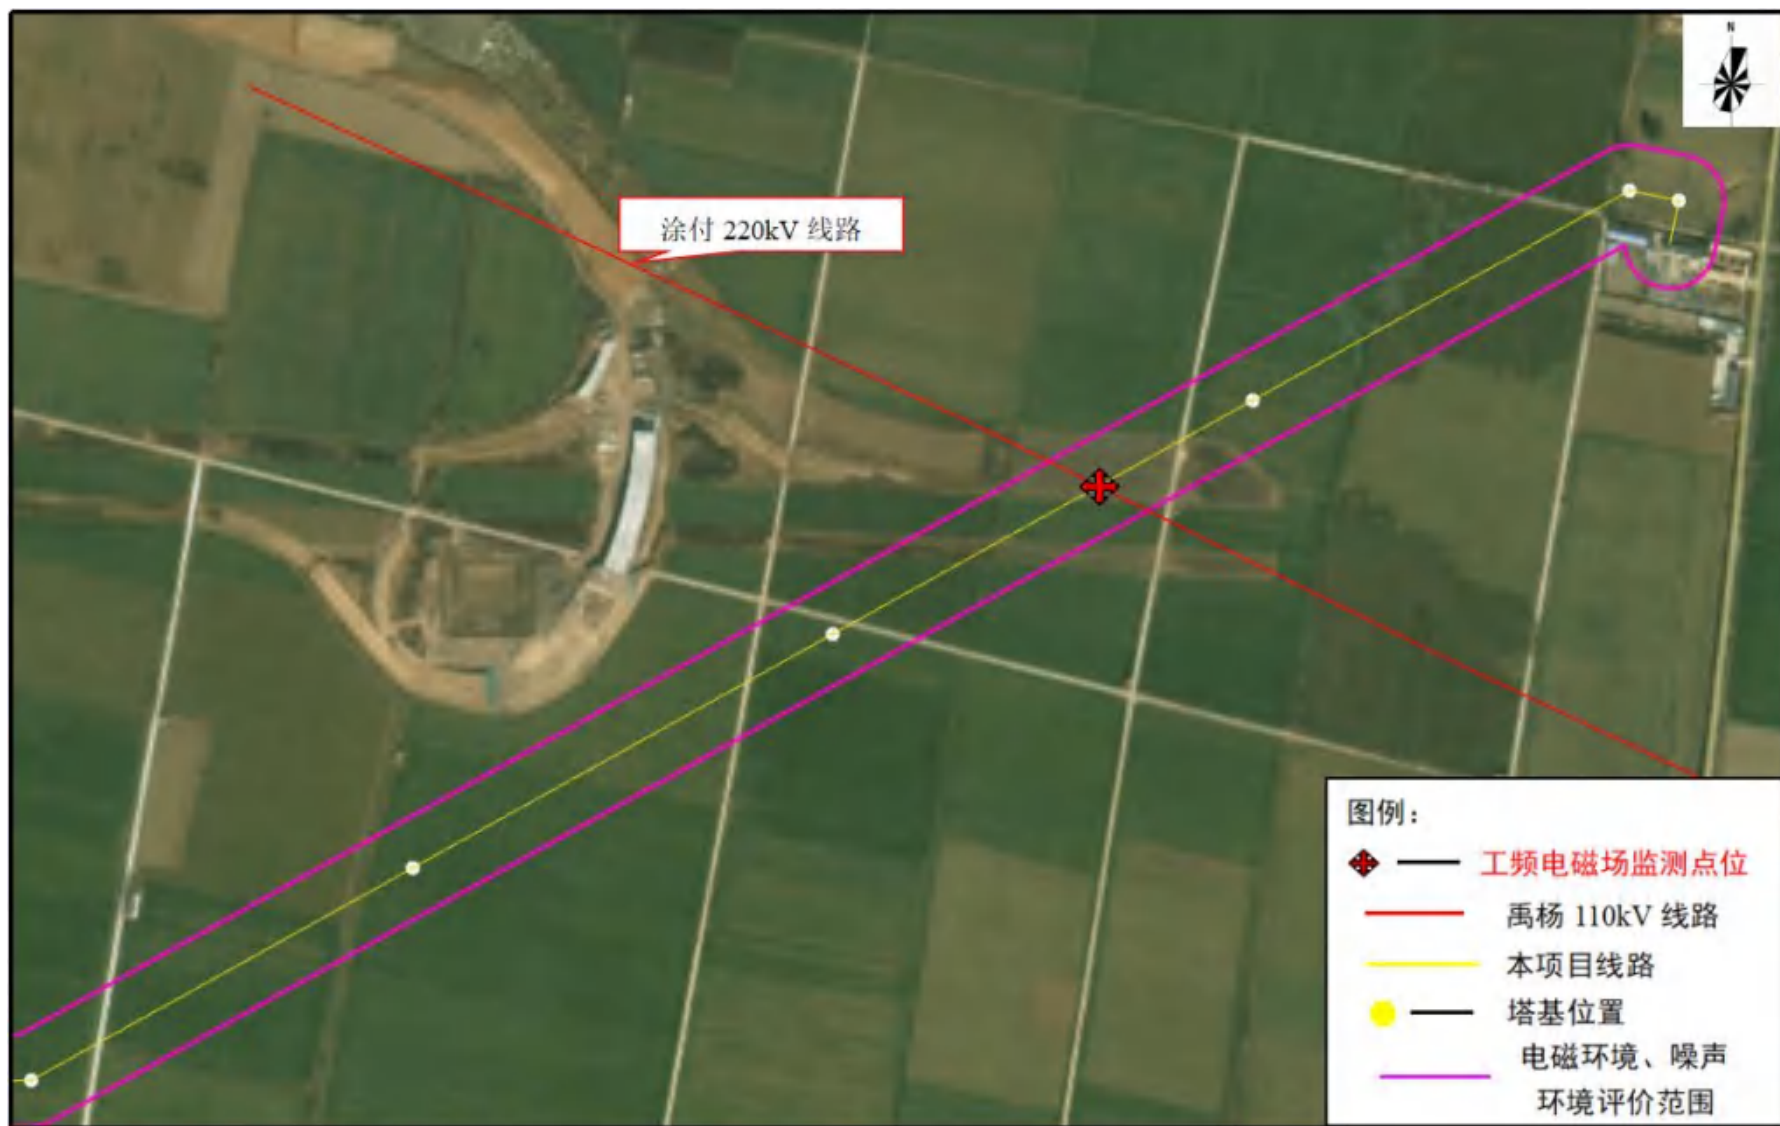 N
涂付 220kV 线路
图例：
工频电磁场监测点位
禹杨 110kV 线路
本项目线路
塔基位置
电磁环境、噪声
环境评价范围